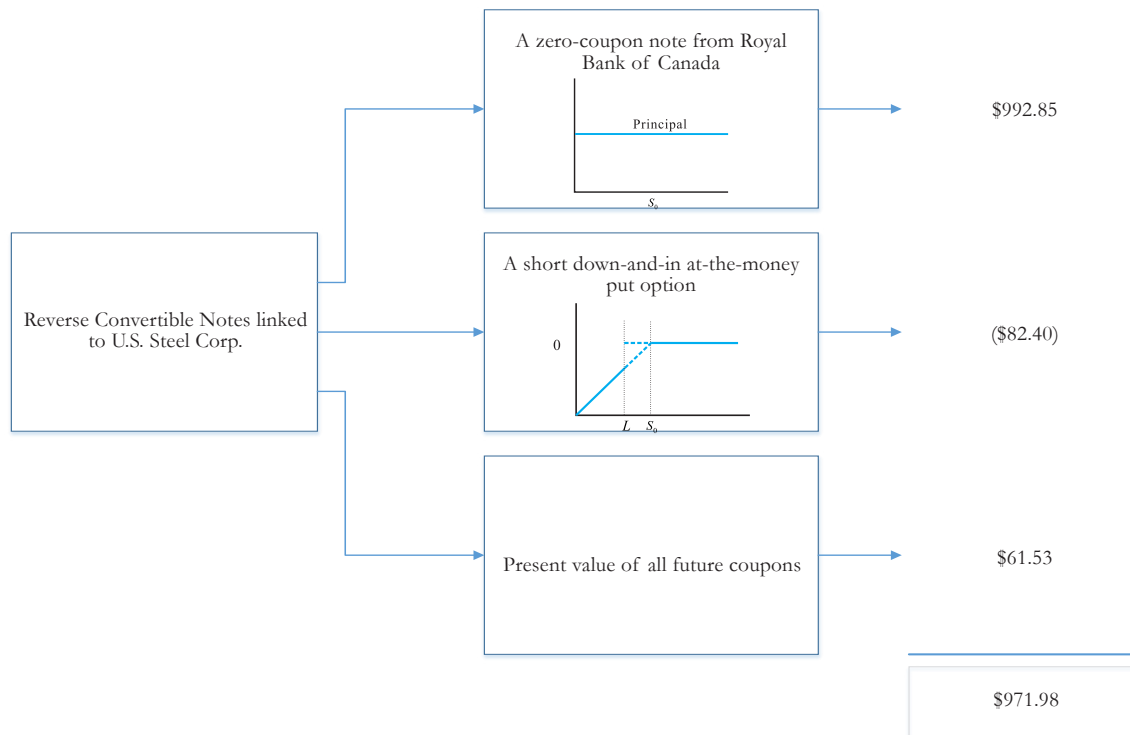 A zero-coupon note from Royal
Bank of Canada
Principal
S₀
$992.85
Reverse Convertible Notes linked
to U.S. Steel Corp.
A short down-and-in at-the-money
put option
0
L S₀
($82.40)
Present value of all future coupons
$61.53
$971.98